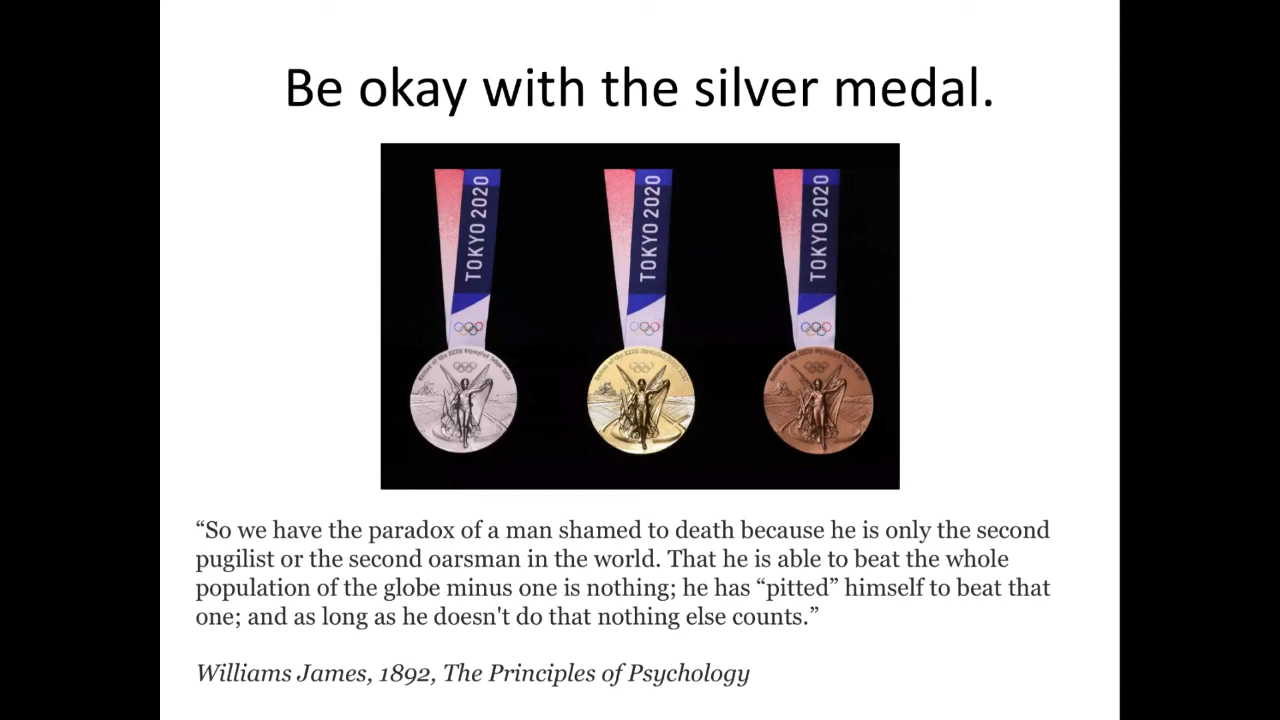 Be okay with the silver medal.
TOKYO 2020
TOKYO 2020
TOKYO 2020
“So we have the paradox of a man shamed to death because he is only the second
pugilist or the second oarsman in the world. That he is able to beat the whole
population of the globe minus one is nothing; he has “pitted” himself to beat that
one; and as long as he doesn't do that nothing else counts.”
Williams James, 1892, The Principles of Psychology